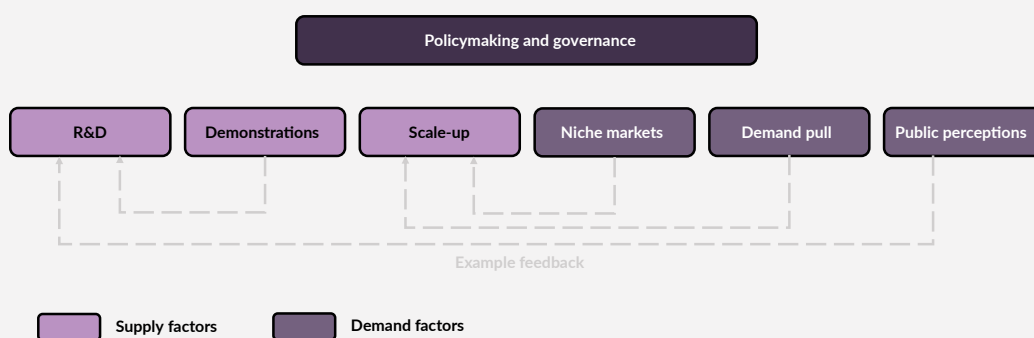 Policymaking and governance
R&D
Demonstrations
Scale-up
Niche markets
Demand pull
Public perceptions
Example feedback
Supply factors
Demand factors